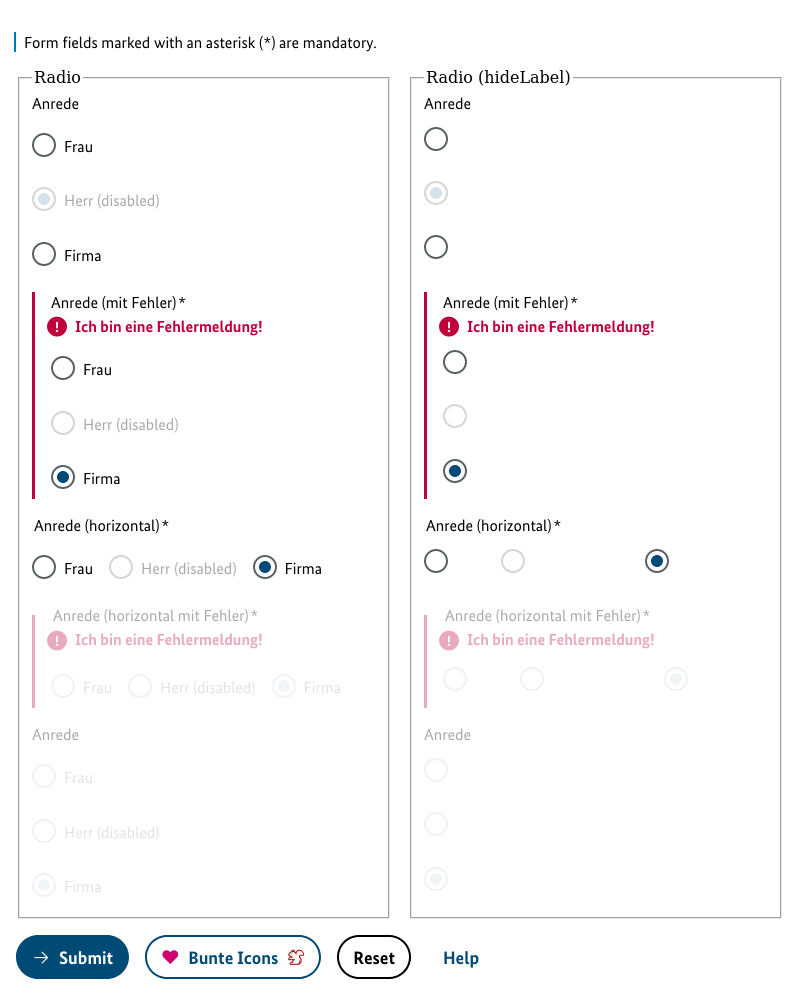 Form fields marked with an asterisk (*) are mandatory.
Radio
Anrede
Frau
Herr (disabled)
Firma
Anrede (mit Fehler)*
Ich bin eine Fehlermeldung!
Frau
Herr (disabled)
Firma
Anrede (horizontal)*
Frau Herr (disabled) Firma
Anrede (horizontal mit Fehler)*
Ich bin eine Fehlermeldung!
Frau Herr (disabled) Firma
Anrede
Frau
Herr (disabled)
Firma
Radio (hideLabel)
Anrede
Anrede (mit Fehler)*
Ich bin eine Fehlermeldung!
Anrede (horizontal)*
Anrede (horizontal mit Fehler)*
Ich bin eine Fehlermeldung!
Anrede
Submit Bunte Icons Reset Help